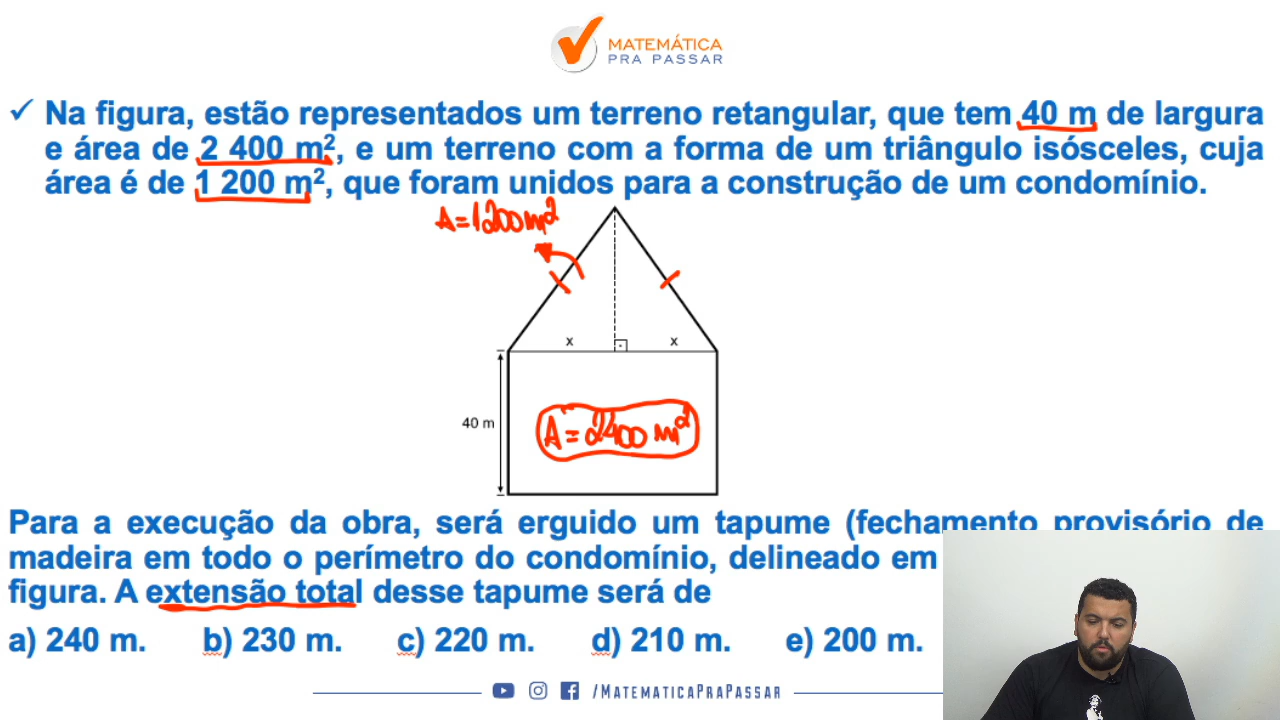 MATEMÁTICA
PRA PASSAR
✓ Na figura, estão representados um terreno retangular, que tem 40 m de largura
e área de 2 400 m², e um terreno com a forma de um triângulo isósceles, cuja
área é de 1 200 m², que foram unidos para a construção de um condomínio.
A=1200m²
x
x
40 m
A=2400 m²
Para a execução da obra, será erguido um tapume (fechamento provisório de
madeira em todo o perímetro do condomínio, delineado em
figura. A extensão total desse tapume será de
a) 240 m. b) 230 m. c) 220 m. d) 210 m. e) 200 m.
/MATEMATICAPRAPASSAR